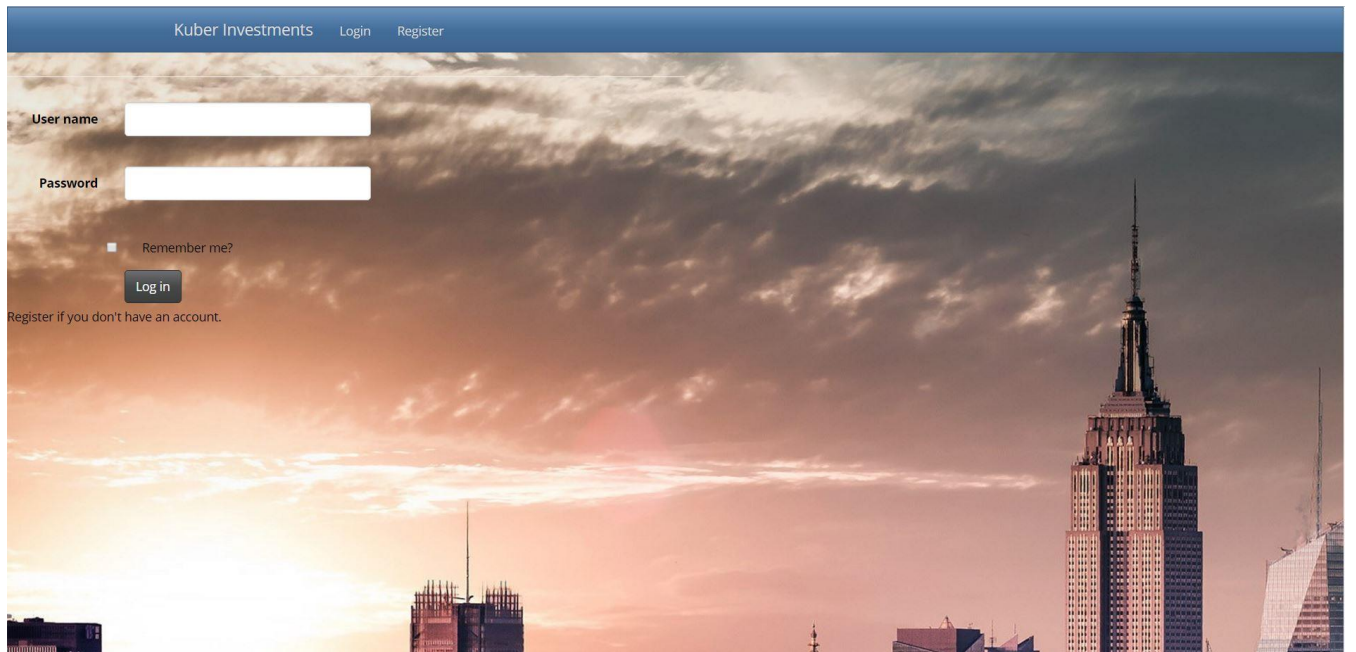 Kuber Investments Login Register
User name
Password
Remember me?
Log in
Register if you don't have an account.